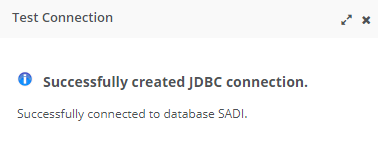 Test Connection
Successfully created JDBC connection.
Successfully connected to database SADI.